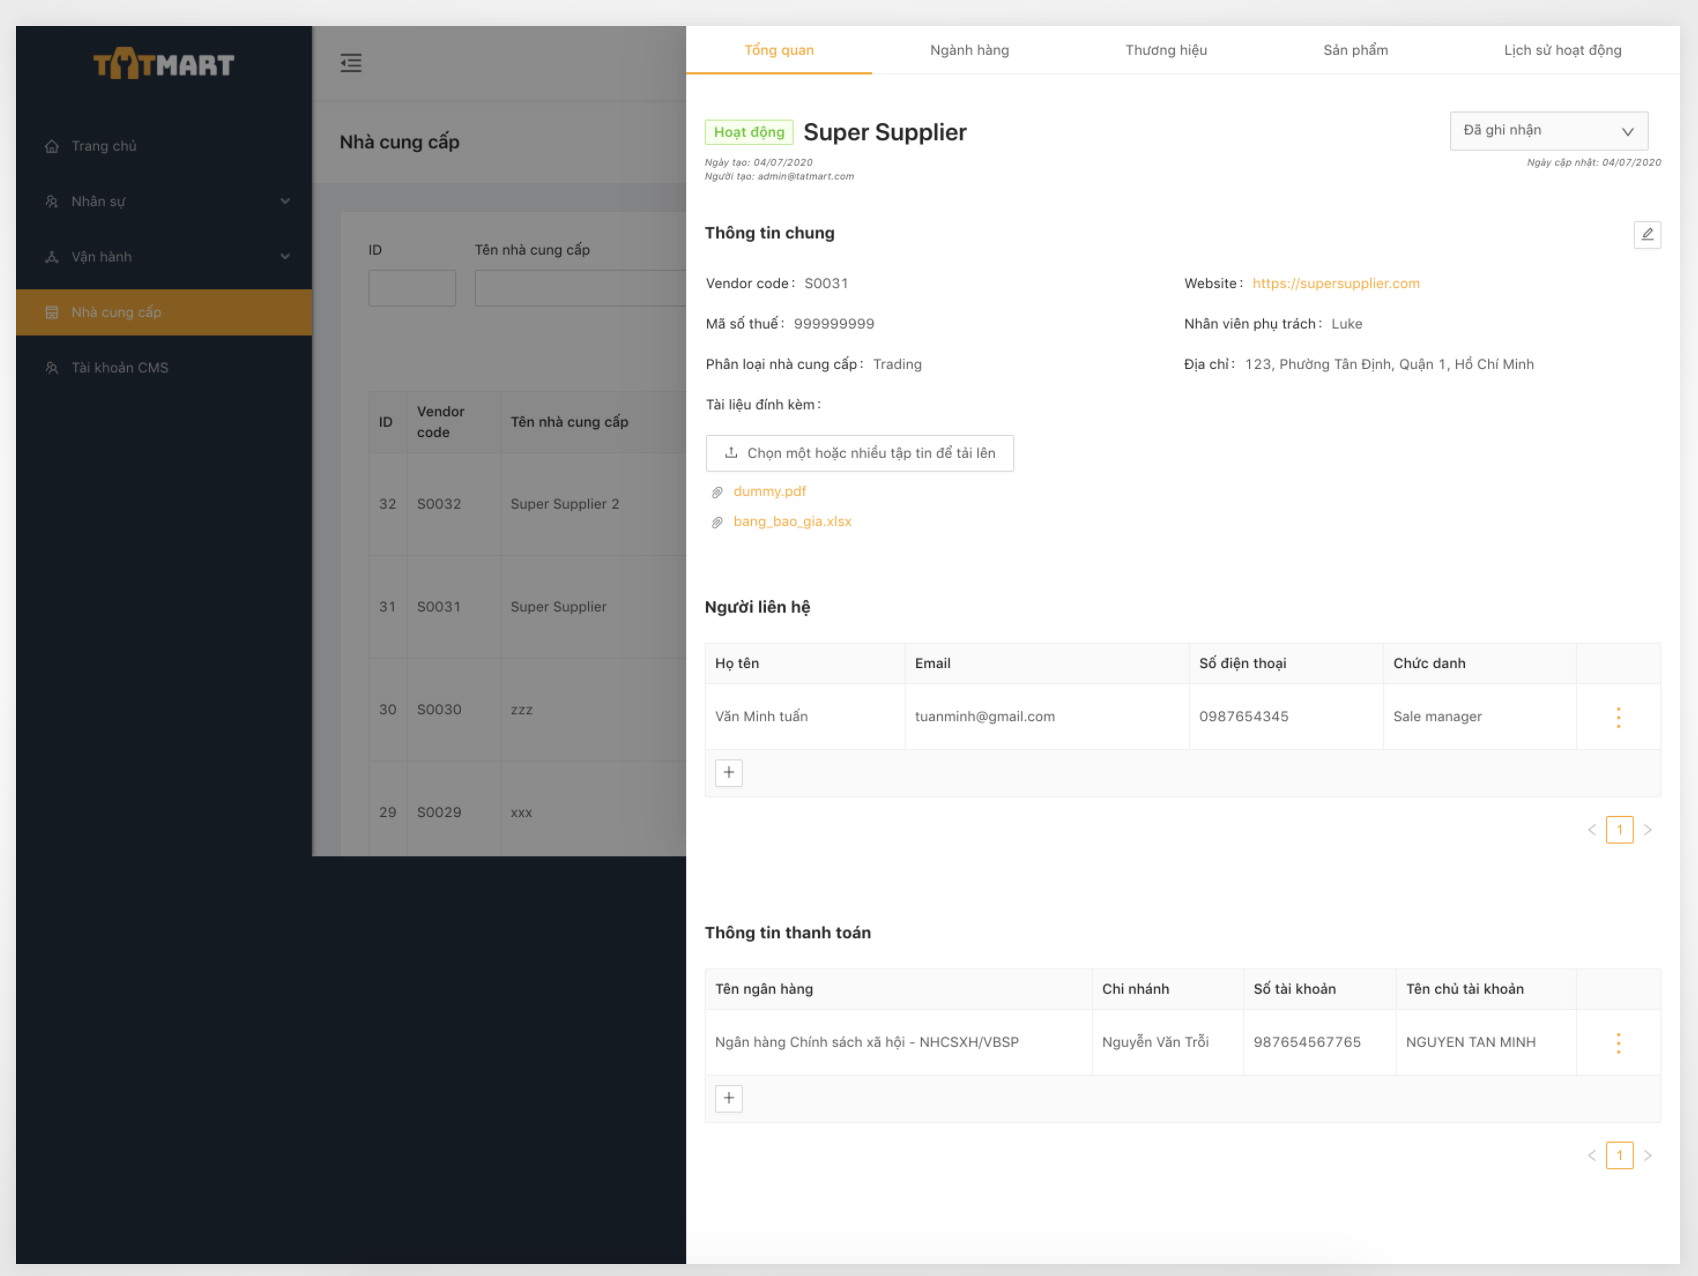 TATMART
Trang chủ
Nhân sự
Vận hành
Nhà cung cấp
Tài khoản CMS
Nhà cung cấp
ID
Tên nhà cung cấp
ID
Vendor code
Tên nhà cung cấp
32
S0032
Super Supplier 2
31
S0031
Super Supplier
30
S0030
zzz
29
S0029
xxx
Tổng quan
Ngành hàng
Thương hiệu
Sản phẩm
Lịch sử hoạt động
Hoạt động
Super Supplier
Đã ghi nhận
Ngày tạo: 04/07/2020
Người tạo: admin@tatmart.com
Ngày cập nhật: 04/07/2020
Thông tin chung
Vendor code: S0031
Website: https://supersupplier.com
Mã số thuế: 999999999
Nhân viên phụ trách: Luke
Phân loại nhà cung cấp: Trading
Địa chỉ: 123, Phường Tân Định, Quận 1, Hồ Chí Minh
Tài liệu đính kèm:
Chọn một hoặc nhiều tập tin để tải lên
dummy.pdf
bang_bao_gia.xlsx
Người liên hệ
Họ tên
Email
Số điện thoại
Chức danh
Văn Minh tuấn
tuanminh@gmail.com
0987654345
Sale manager
1
Thông tin thanh toán
Tên ngân hàng
Chi nhánh
Số tài khoản
Tên chủ tài khoản
Ngân hàng Chính sách xã hội - NHCSXH/VBSP
Nguyễn Văn Trỗi
987654567765
NGUYEN TAN MINH
1